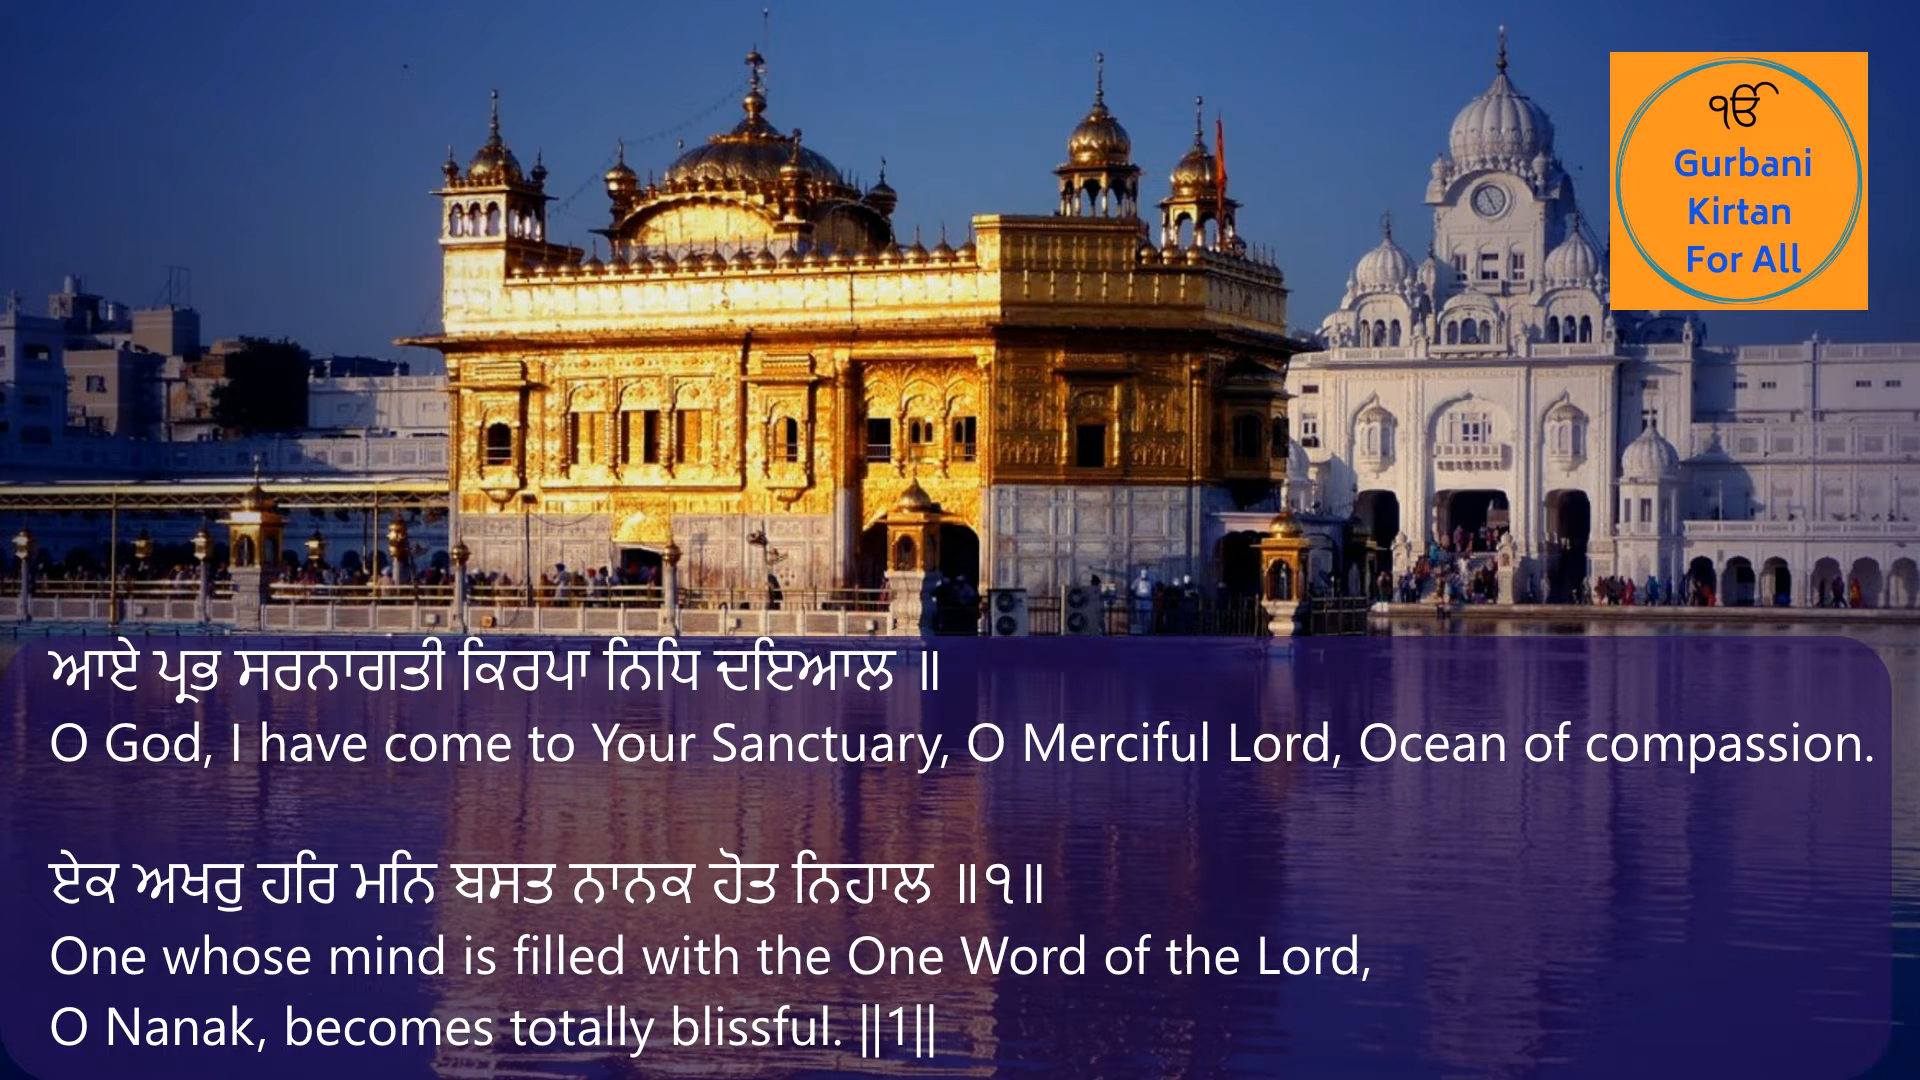 ੴ
Gurbani
Kirtan
For All
ਆਏ ਪ੍ਰਭ ਸਰਨਾਗਤੀ ਕਿਰਪਾ ਨਿਧਿ ਦਇਆਲ ॥
O God, I have come to Your Sanctuary, O Merciful Lord, Ocean of compassion.
ਏਕ ਅਖਰੁ ਹਰਿ ਮਨਿ ਬਸਤ ਨਾਨਕ ਹੋਤ ਨਿਹਾਲ ॥੧॥
One whose mind is filled with the One Word of the Lord,
O Nanak, becomes totally blissful. ||1||